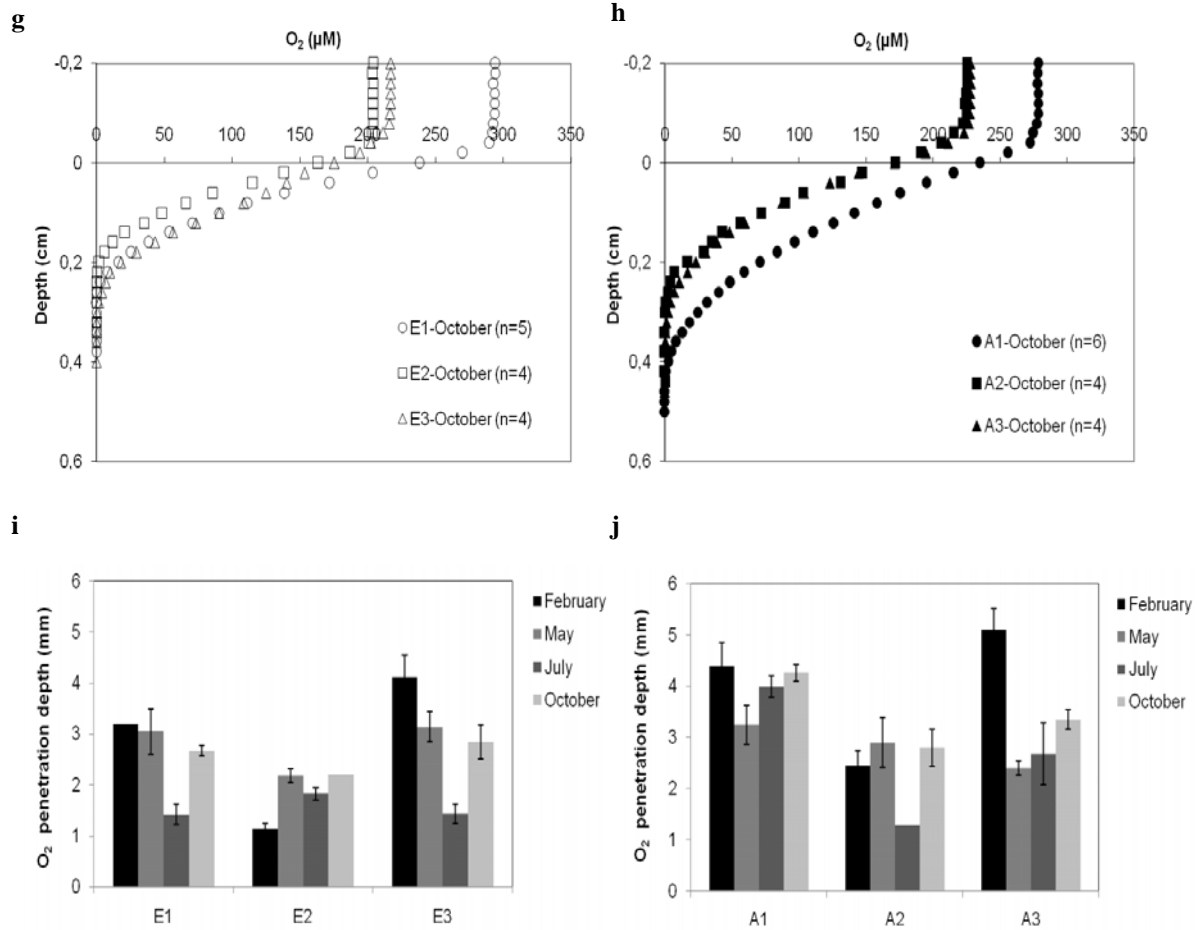 g
O2 (µM)
-0,2
0
0,2
0,4
0,6
0 50 100 150 200 250 300 350
Depth (cm)
E1-October (n=5)
E2-October (n=4)
E3-October (n=4)
h
O2 (µM)
-0,2
0
0,2
0,4
0,6
0 50 100 150 200 250 300 350
Depth (cm)
A1-October (n=6)
A2-October (n=4)
A3-October (n=4)
i
O2 penetration depth (mm)
6
5
4
3
2
1
0
E1 E2 E3
February
May
July
October
j
O2 penetration depth (mm)
6
5
4
3
2
1
0
A1 A2 A3
February
May
July
October